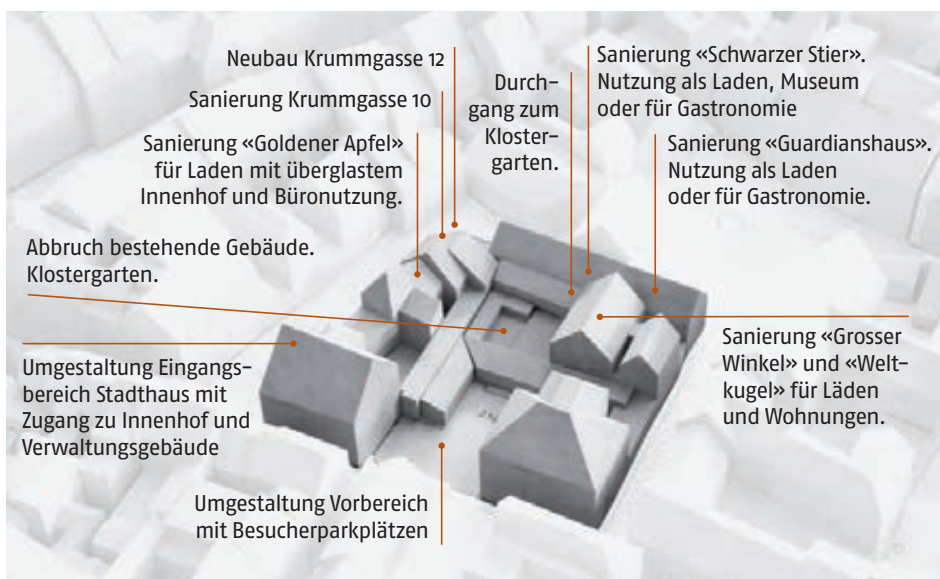 Neubau Krummgasse 12
Sanierung Krummgasse 10
Sanierung «Goldener Apfel»
für Laden mit überglastem
Innenhof und Büronutzung.
Durch-
gang zum
Kloster-
garten.
Sanierung «Schwarzer Stier».
Nutzung als Laden, Museum
oder für Gastronomie
Sanierung «Guardianshaus».
Nutzung als Laden
oder für Gastronomie.
Abbruch bestehende Gebäude.
Klostergarten.
Umgestaltung Eingangs-
bereich Stadthaus mit
Zugang zu Innenhof und
Verwaltungsgebäude
Sanierung «Grosser
Winkel» und «Welt-
kugel» für Läden
und Wohnungen.
Umgestaltung Vorbereich
mit Besucherparkplätzen